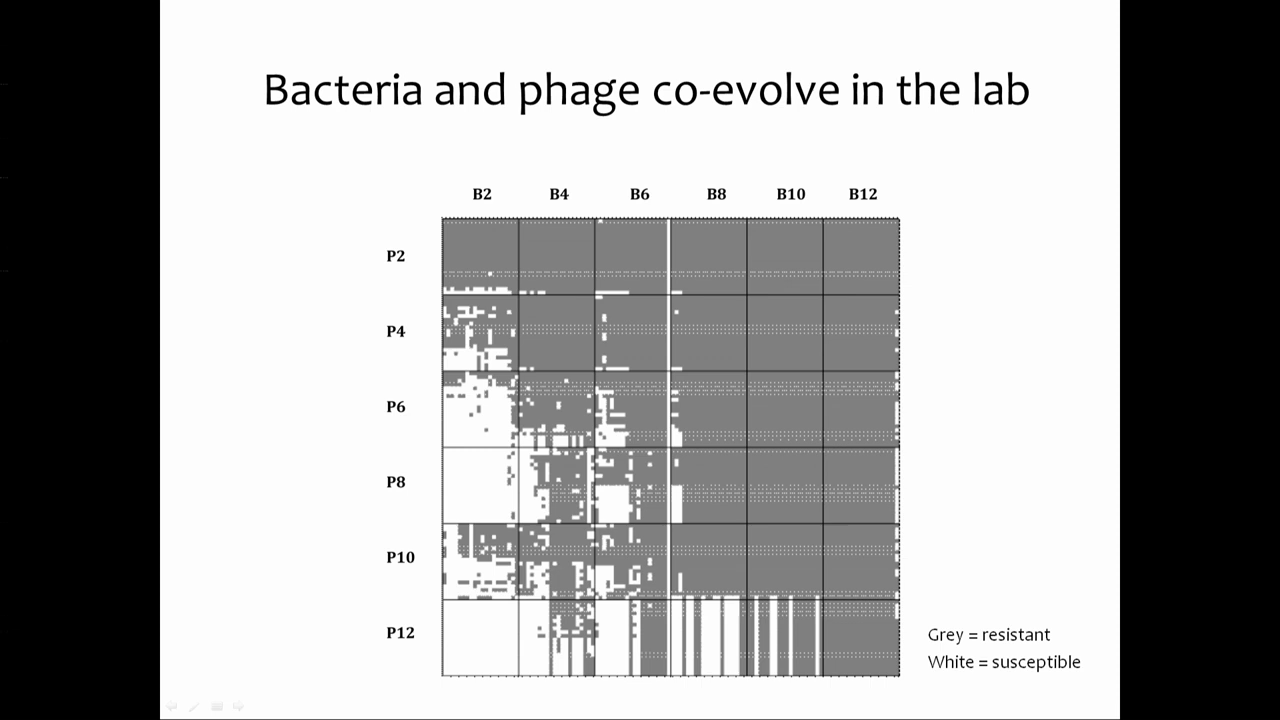 Bacteria and phage co-evolve in the lab
B2 B4 B6 B8 B10 B12
P2
P4
P6
P8
P10
P12
Grey = resistant
White = susceptible